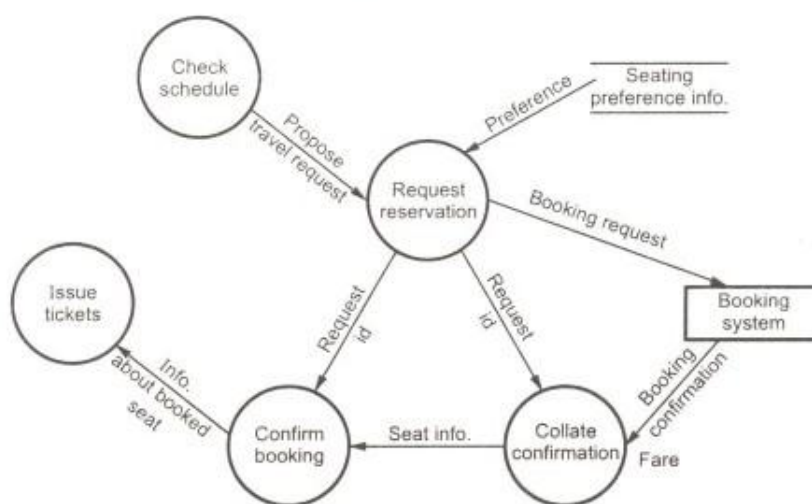 Check
schedule
Seating
preference info.
Preference
Propose
travel request
Request
reservation
Booking request
Issue
tickets
Booking
system
Request
id
Request
id
Info.
about booked
seat
Booking
confirmation
Confirm
booking
Seat info.
Collate
confirmation
Fare